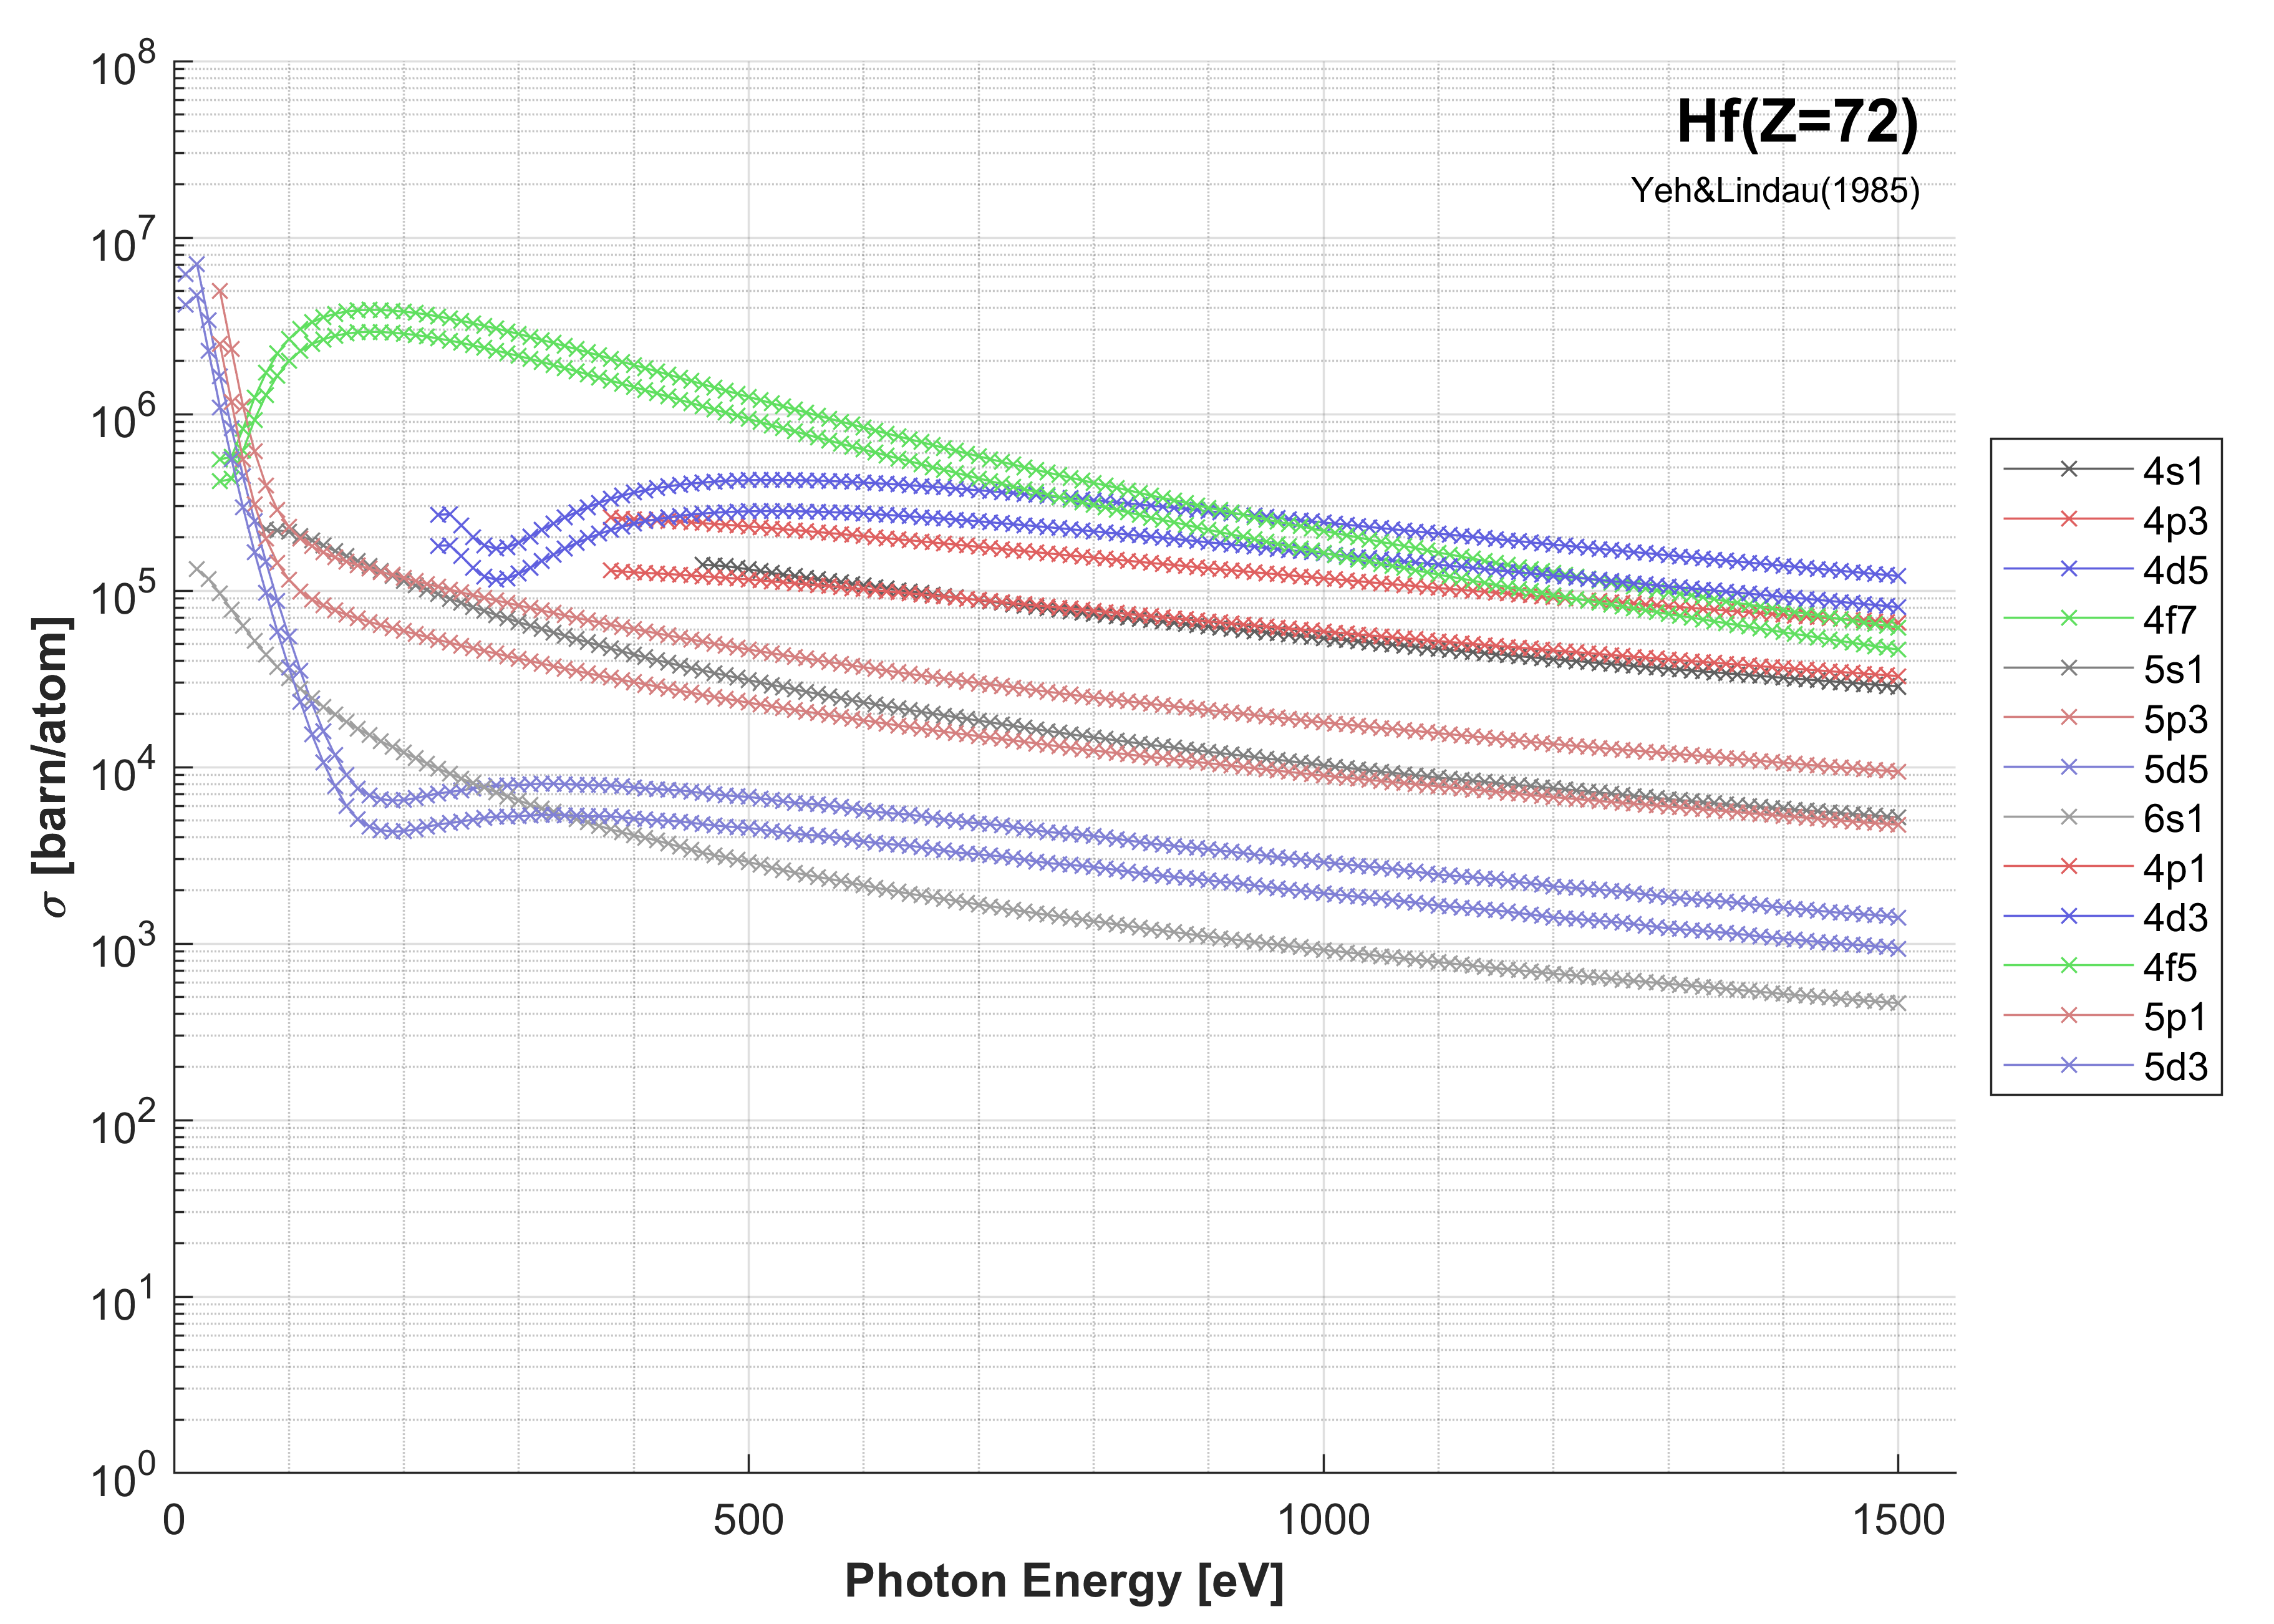 Hf(Z=72)
Yeh&Lindau(1985)
10^8
10^7
10^6
10^5
10^4
10^3
10^2
10^1
10^0
σ [barn/atom]
0 500 1000 1500
Photon Energy [eV]
4s1
4p3
4d5
4f7
5s1
5p3
5d5
6s1
4p1
4d3
4f5
5p1
5d3